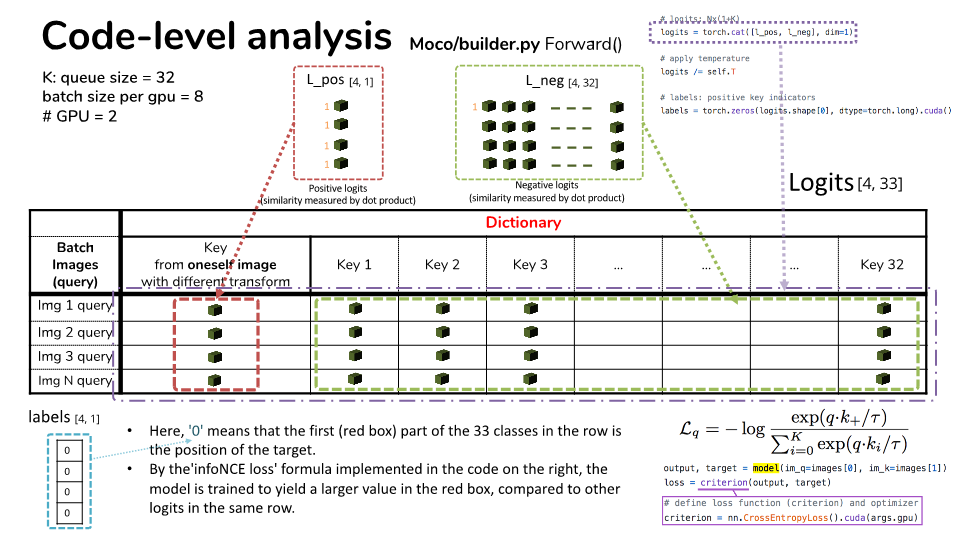 Code-level analysis Moco/builder.py Forward()
K: queue size = 32
batch size per gpu = 8
# GPU = 2
L_pos [4, 1]
1
1
1
1
Positive logits
(similarity measured by dot product)
L_neg [4, 32]
1
Negative logits
(similarity measured by dot product)
# logits: Nx(1+K)
logits = torch.cat([l_pos, l_neg], dim=1)
# apply temperature
logits /= self.T
# labels: positive key indicators
labels = torch.zeros(logits.shape[0], dtype=torch.long).cuda()
Logits [4, 33]
Dictionary
Batch
Images
(query)
Key
from oneself image
with different transform
Key 1
Key 2
Key 3
...
...
...
Key 32
Img 1 query
Img 2 query
Img 3 query
Img N query
labels [4, 1]
0
0
0
0
• Here, '0' means that the first (red box) part of the 33 classes in the row is
the position of the target.
• By the'infoNCE loss' formula implemented in the code on the right, the
model is trained to yield a larger value in the red box, compared to other
logits in the same row.
ℒq = − log exp(q·k₊/τ) / ∑ᴷᵢ₌₀ exp(q·kᵢ/τ)
output, target = model(im_q=images[0], im_k=images[1])
loss = criterion(output, target)
# define loss function (criterion) and optimizer
criterion = nn.CrossEntropyLoss().cuda(args.gpu)